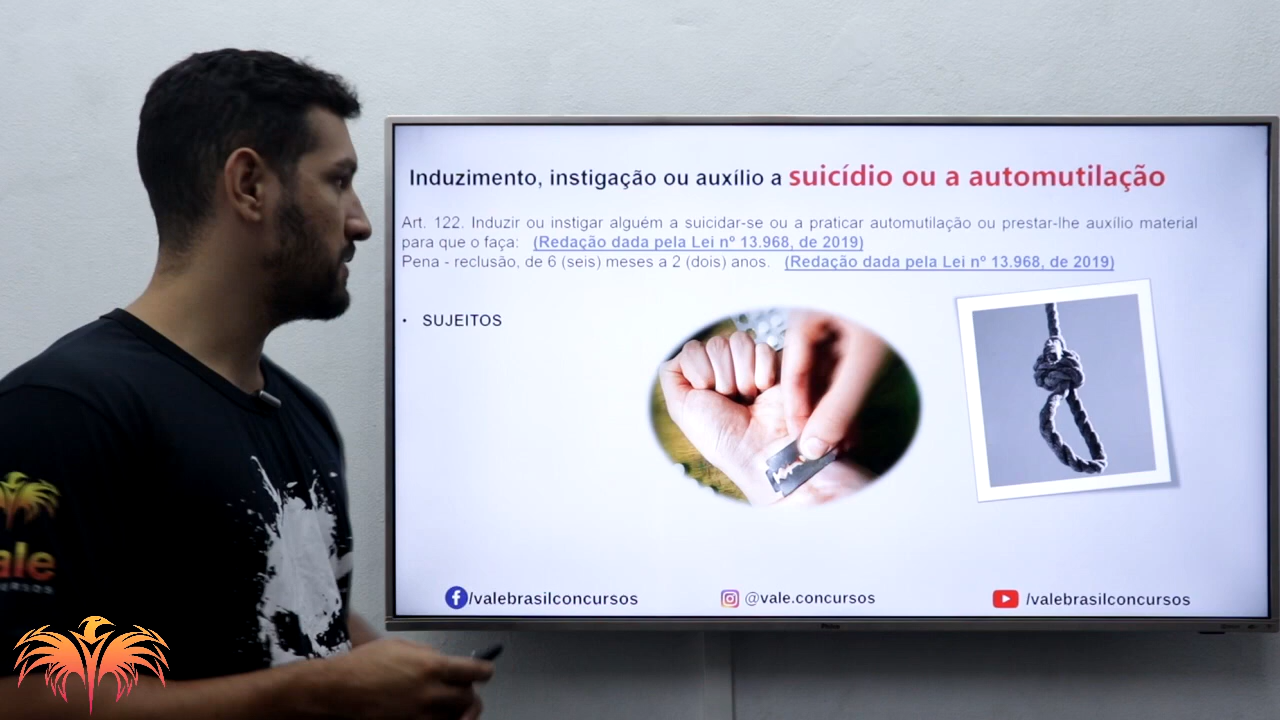 Induzimento, instigação ou auxílio a suicídio ou a automutilação
Art. 122. Induzir ou instigar alguém a suicidar-se ou a praticar automutilação ou prestar-lhe auxílio material
para que o faça: (Redação dada pela Lei nº 13.968, de 2019)
Pena - reclusão, de 6 (seis) meses a 2 (dois) anos. (Redação dada pela Lei nº 13.968, de 2019)
• SUJEITOS
/valebrasilconcursos
@vale.concursos
/valebrasilconcursos
ale